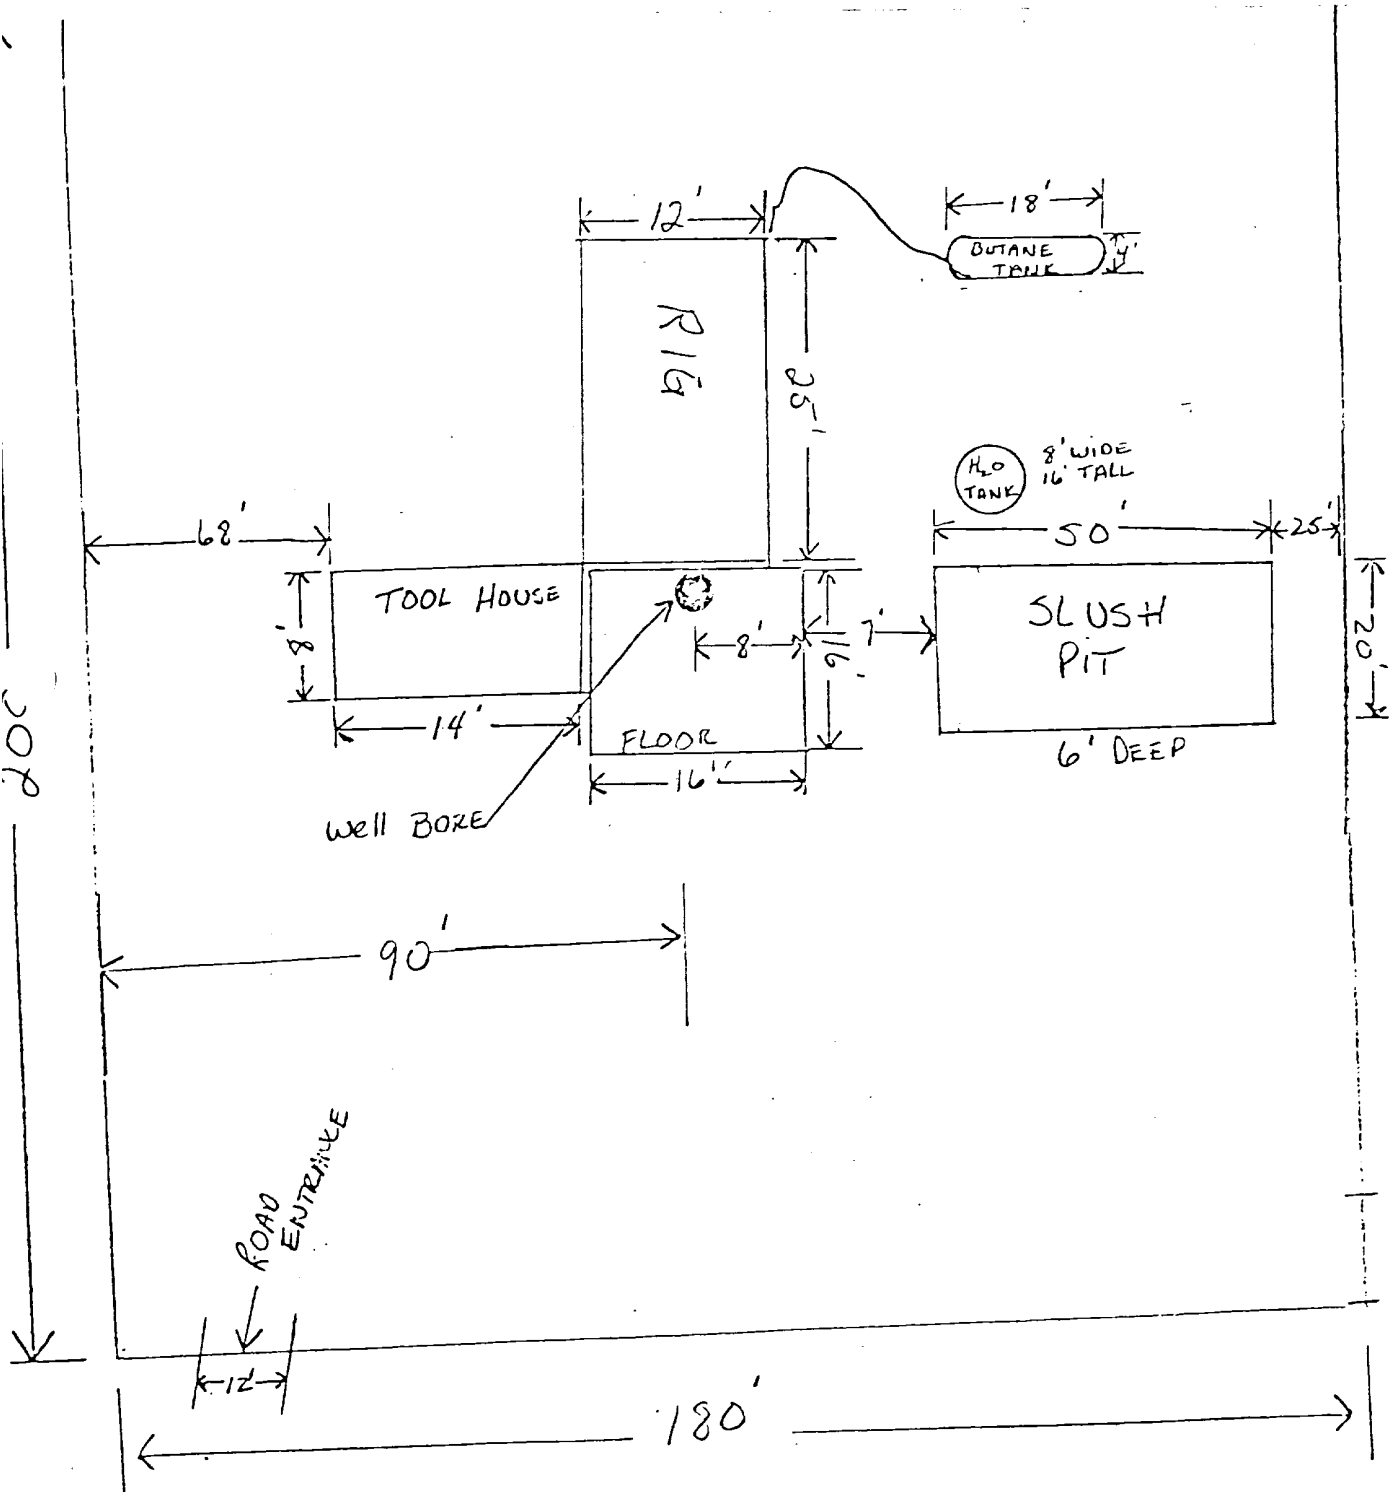 12'
18'
BUTANE
TANK
4'
RIG
25'
H2O
TANK
8' WIDE
16' TALL
68'
50'
25'
TOOL HOUSE
8'
8'
16'
7'
SLUSH
PIT
20'
14'
FLOOR
16'
6' DEEP
Well BORE
200
90'
ROAD
ENTRANCE
12'
180'